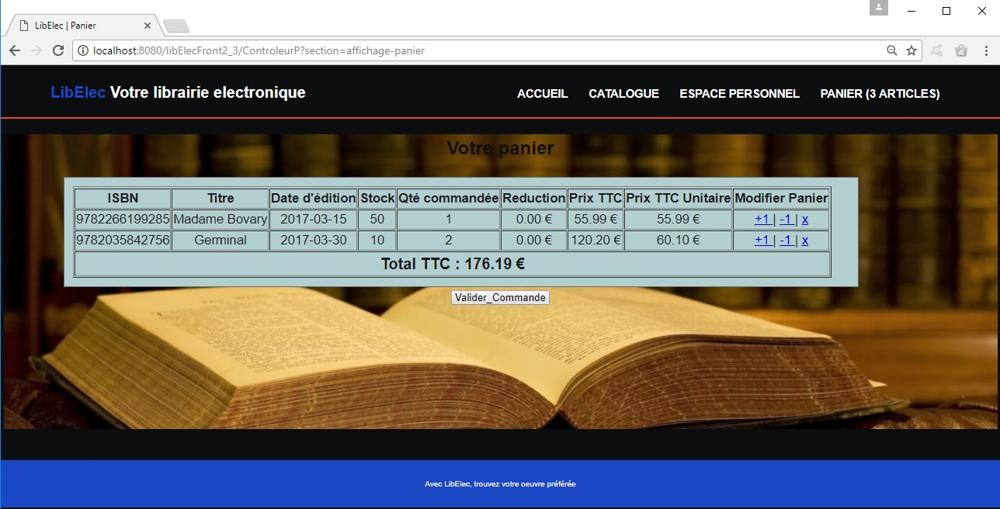 LibElec | Panier
localhost:8080/libElecFront2_3/ControleurP?section=affichage-panier
LibElec Votre librairie electronique
ACCUEIL CATALOGUE ESPACE PERSONNEL PANIER (3 ARTICLES)
Votre panier
ISBN Titre Date d'édition Stock Qté commandée Reduction Prix TTC Prix TTC Unitaire Modifier Panier
9782266199285 Madame Bovary 2017-03-15 50 1 0.00 € 55.99 € 55.99 € +1 | -1 | x
9782035842756 Germinal 2017-03-30 10 2 0.00 € 120.20 € 60.10 € +1 | -1 | x
Total TTC : 176.19 €
Valider_Commande
Avec LibElec, trouvez votre oeuvre préférée